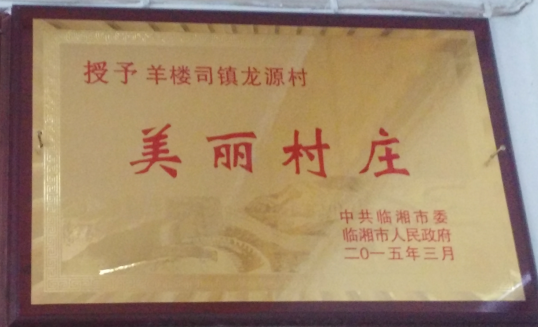 授予 羊楼司镇龙源村
美丽村庄
中共临湘市委
临湘市人民政府
二〇一五年三月